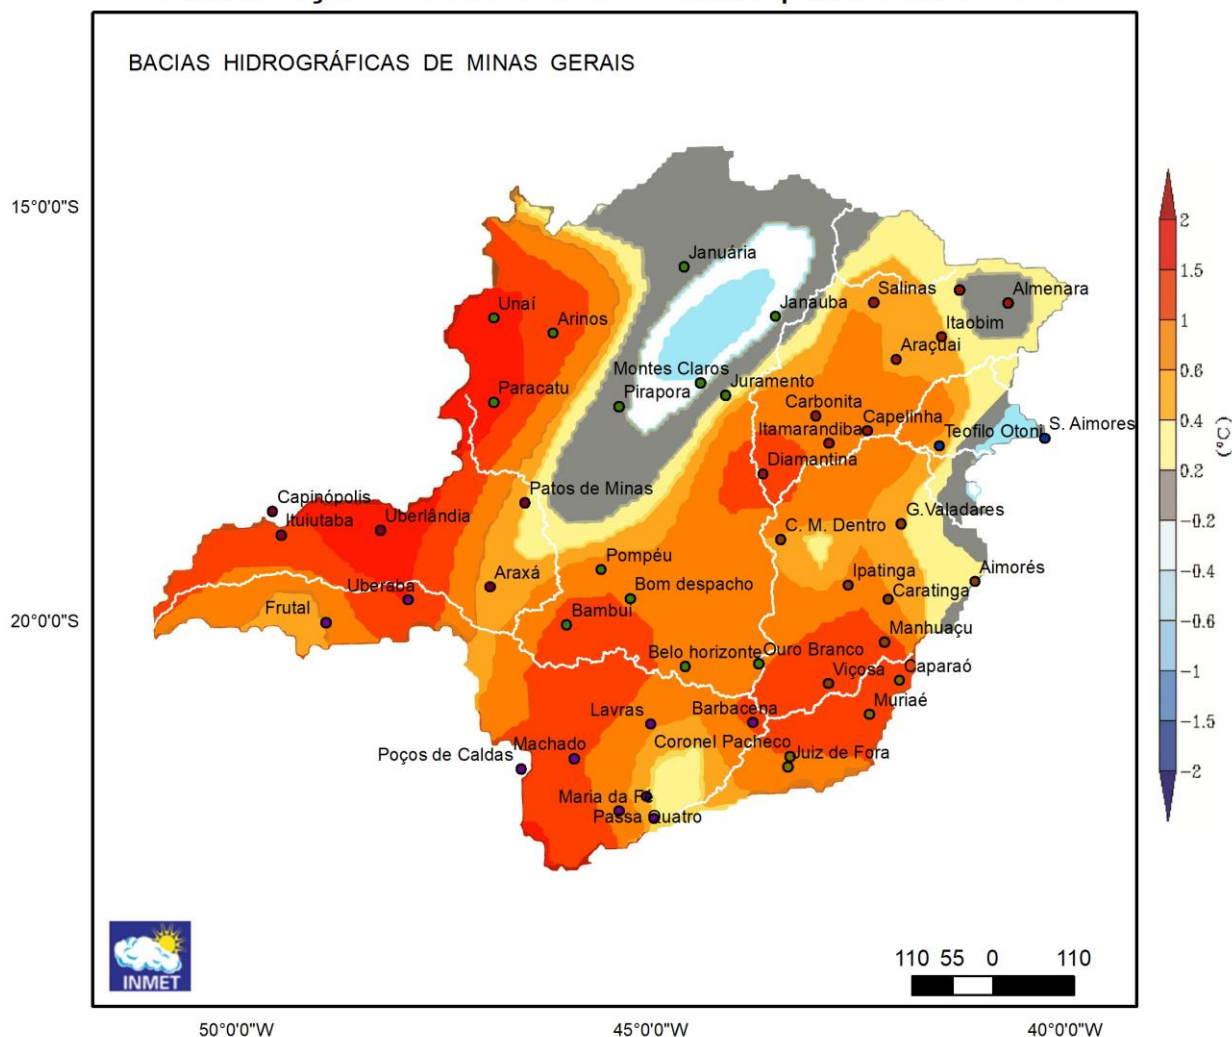 BACIAS HIDROGRÁFICAS DE MINAS GERAIS
15°0'0"S
Januária
Salinas
Almenara
Unaí
Arinos
Janauba
Itaobim
Araçuai
Montes Claros
Juramento
Paracatu
Pirapora
Carbonita
Capelinha
Itamarandiba
Teofilo Otoni
S. Aimores
Diamantina
Capinópolis
Patos de Minas
Ituiutaba
Uberlândia
C. M. Dentro
G.Valadares
Pompéu
Araxá
Ipatinga
Aimorés
Uberaba
Bom despacho
Caratinga
Frutal
Bambuí
20°0'0"S
Manhuaçu
Belo horizonte
Ouro Branco
Viçosa
Caparaó
Lavras
Barbacena
Muriaé
Machado
Coronel Pacheco
Poços de Caldas
Juiz de Fora
Maria da Fé
Passa Quatro
2
1.5
1
0.6
0.4
0.2
−0.2
−0.4
−0.6
−1
−1.5
−2
(°C)
INMET
110 55 0 110
50°0'0"W 45°0'0"W 40°0'0"W